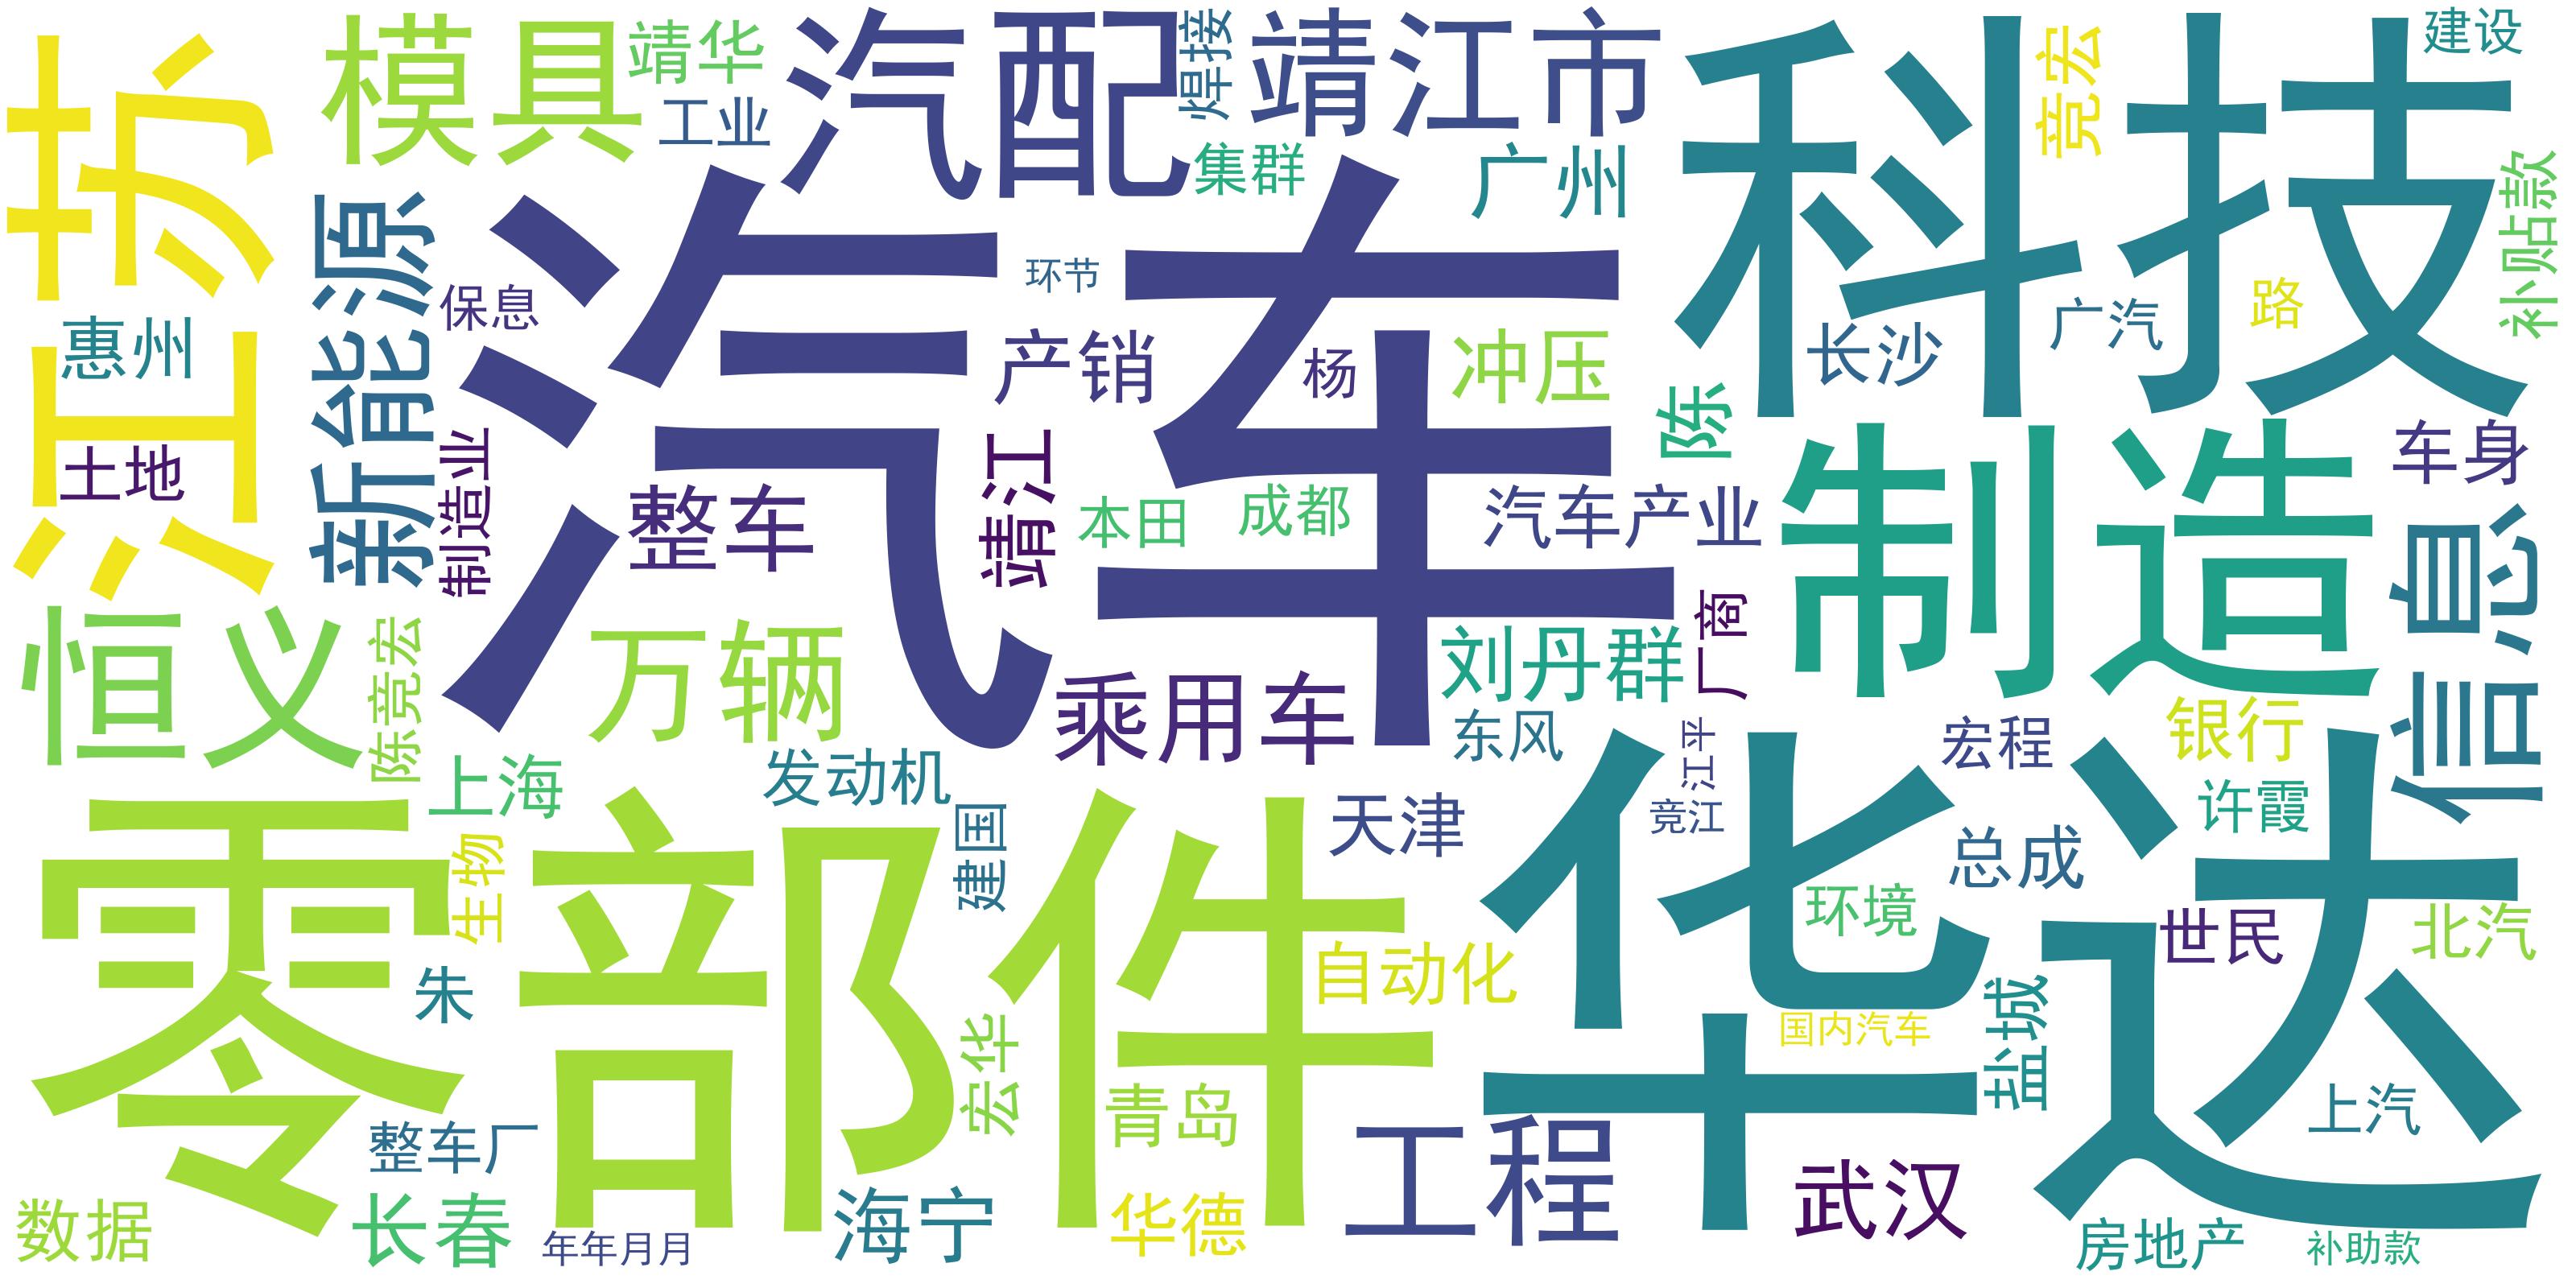 江苏
模具
靖华
工业
汽配
焊接
靖江市
集群
广州
科技
竞宏
建设
补贴款
新能源
惠州
保息
汽车
环节
产销
杨
冲压
陈
长沙
广汽
路
土地
制造业
整车
靖江
本田
成都
汽车产业
制造
车身
信息
恒义
陈竞宏
万辆
乘用车
刘丹群
厂商
东风
江平
宏程
银行
上海
发动机
建国
天津
竞江
华达
总成
许霞
零部件
生物
朱
自动化
环境
世民
北汽
宏华
国内汽车
盐城
青岛
上汽
整车厂
工程
武汉
数据
长春
年年月月
海宁
华德
房地产
补助款